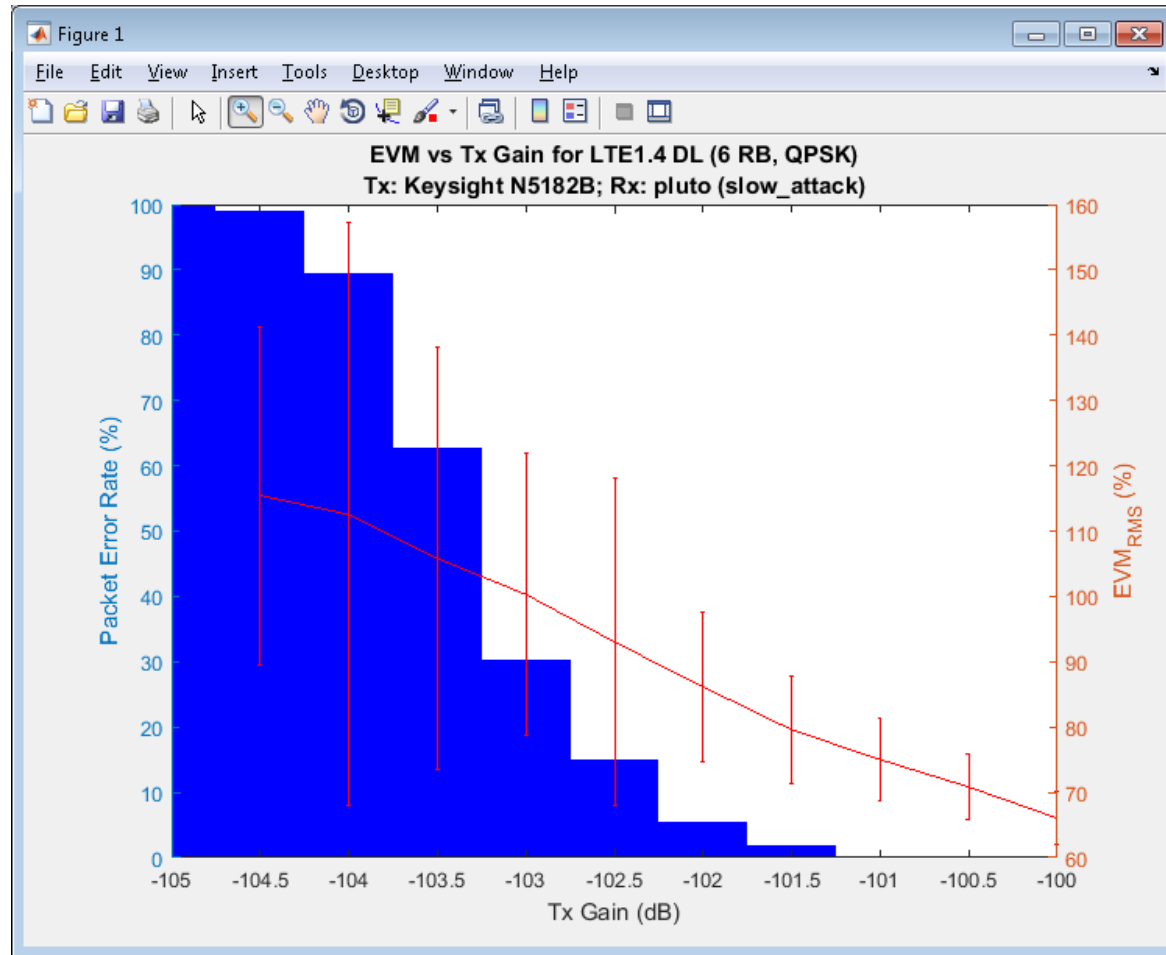 Figure 1
File Edit View Insert Tools Desktop Window Help
EVM vs Tx Gain for LTE1.4 DL (6 RB, QPSK)
Tx: Keysight N5182B; Rx: pluto (slow_attack)
Packet Error Rate (%)
100
90
80
70
60
50
40
30
20
10
0
160
150
140
130
120
110
100
90
80
70
60
EVM_RMS (%)
-105 -104.5 -104 -103.5 -103 -102.5 -102 -101.5 -101 -100.5 -100
Tx Gain (dB)